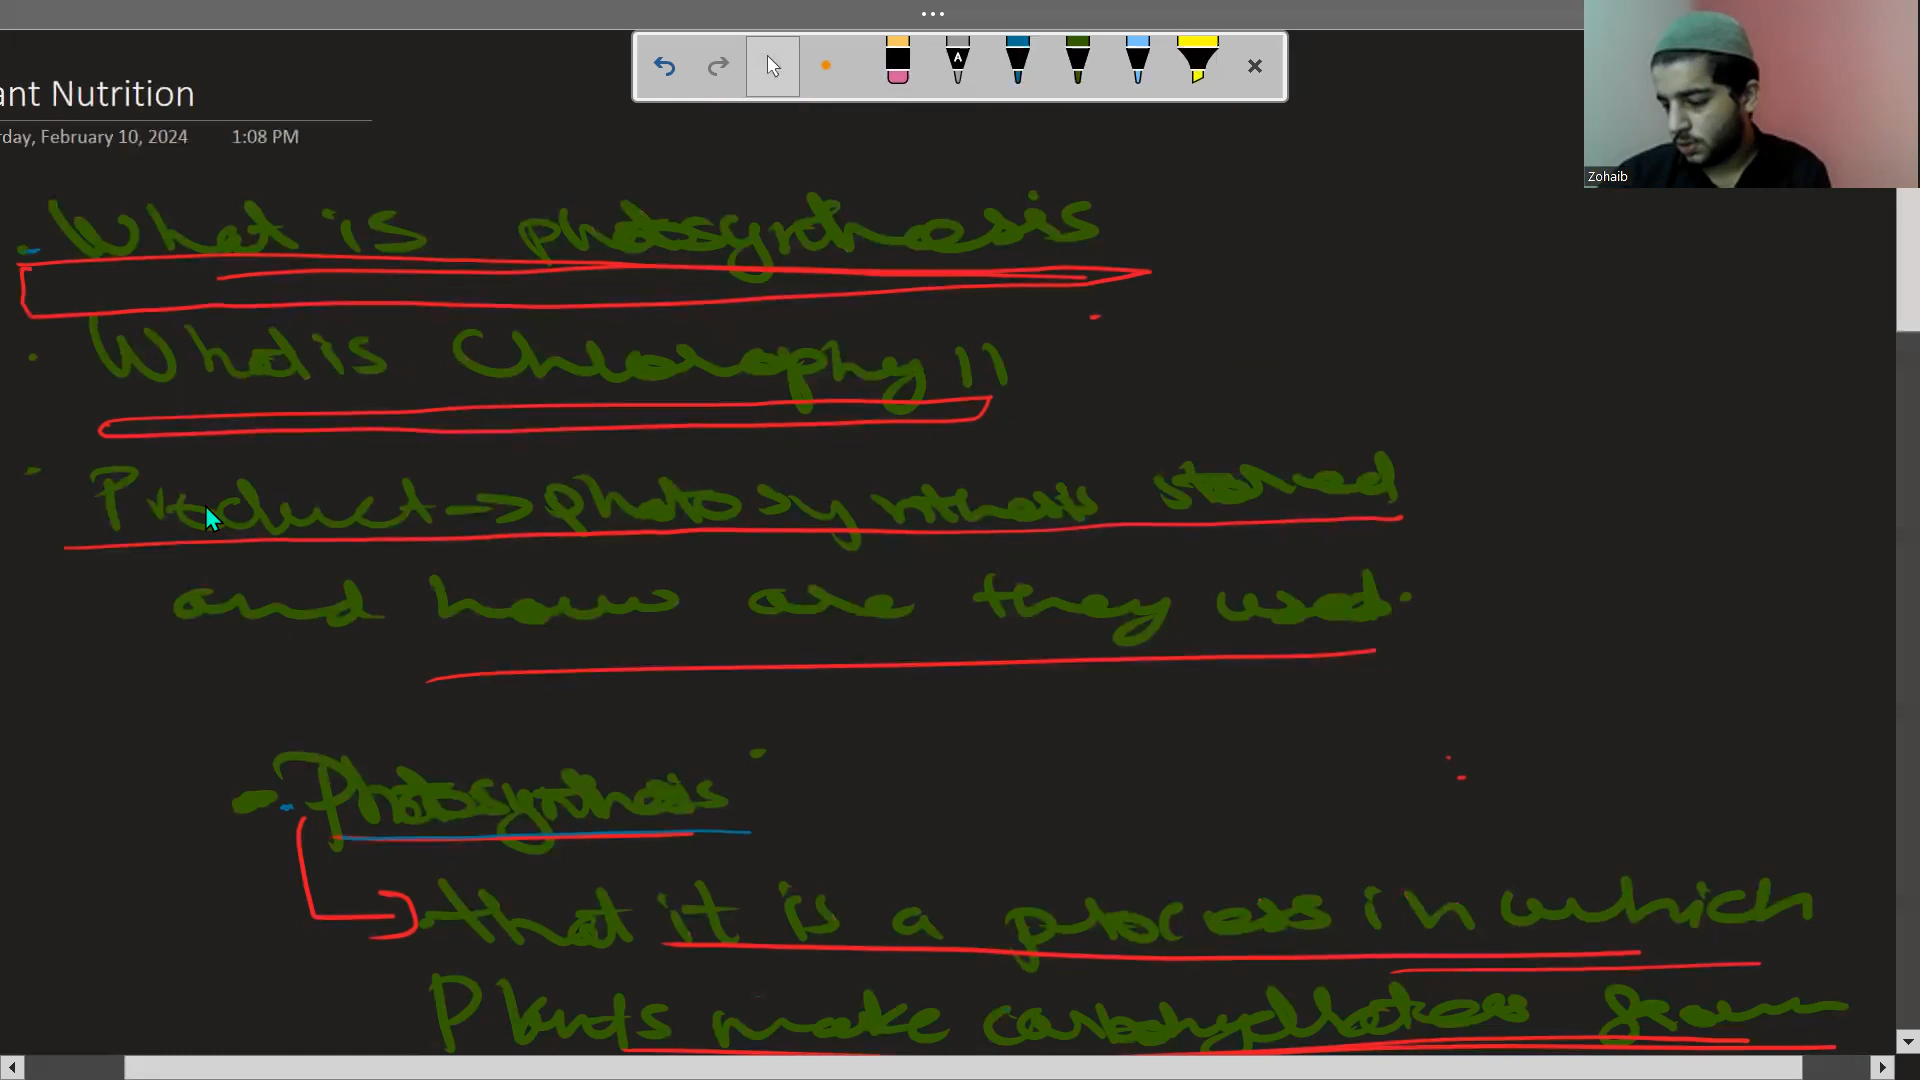 ...
ant Nutrition
rday, February 10, 2024 1:08 PM
A
Zohaib
What is photosynthesis
What is Chlorophyll
Product → photosynthesis stored
and how are they used.
Photosynthesis
that it is a process in which
Plants make carbohydrates from